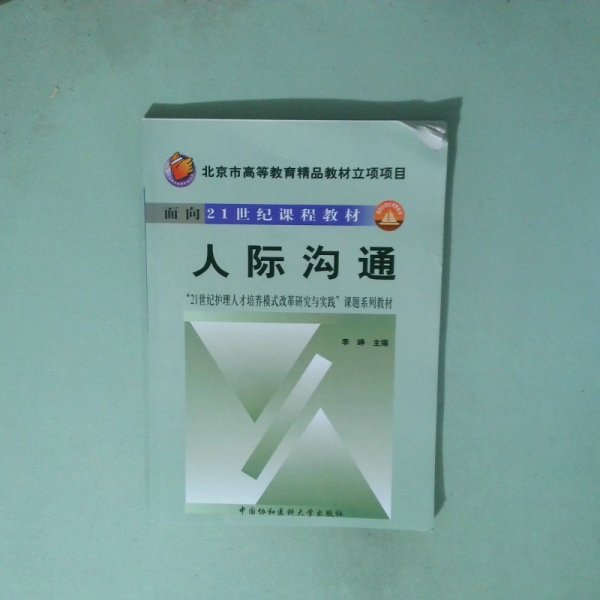 北京市高等教育精品教材立项项目
面向21世纪课程教材
人际沟通
“21世纪护理人才培养模式改革研究与实践”课题系列教材
李峥 主编
中国协和医科大学出版社